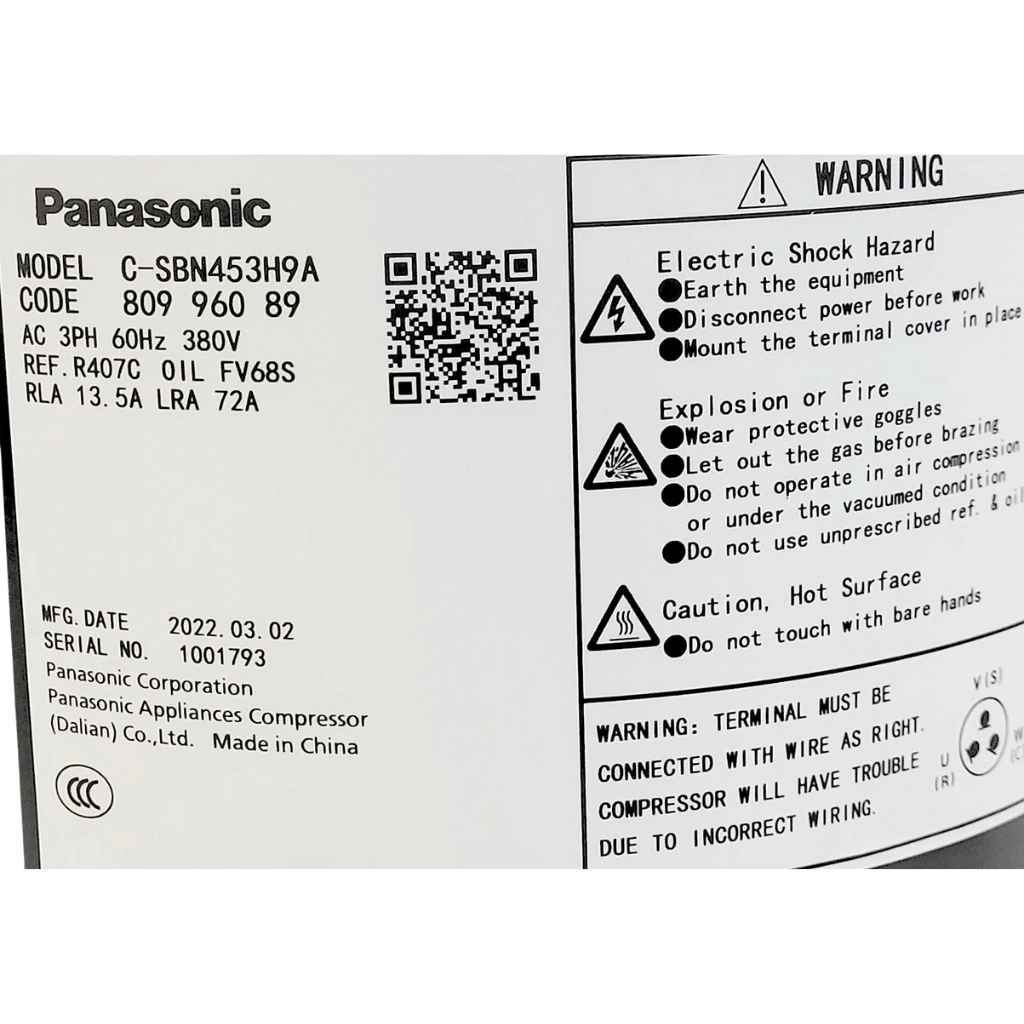 Panasonic
MODEL C-SBN453H9A
CODE 809 960 89
AC 3PH 60Hz 380V
REF. R407C OIL FV68S
RLA 13.5A LRA 72A
MFG. DATE 2022. 03. 02
SERIAL NO. 1001793
Panasonic Corporation
Panasonic Appliances Compressor
(Dalian) Co.,Ltd. Made in China
CCC
WARNING
Electric Shock Hazard
●Earth the equipment
●Disconnect power before work
●Mount the terminal cover in place
Explosion or Fire
●Wear protective goggles
●Let out the gas before brazing
●Do not operate in air compression
or under the vacuumed condition
●Do not use unprescribed ref. & oil
Caution, Hot Surface
●Do not touch with bare hands
WARNING: TERMINAL MUST BE
CONNECTED WITH WIRE AS RIGHT.
COMPRESSOR WILL HAVE TROUBLE
DUE TO INCORRECT WIRING.
V(S)
U
(R)
W
(C